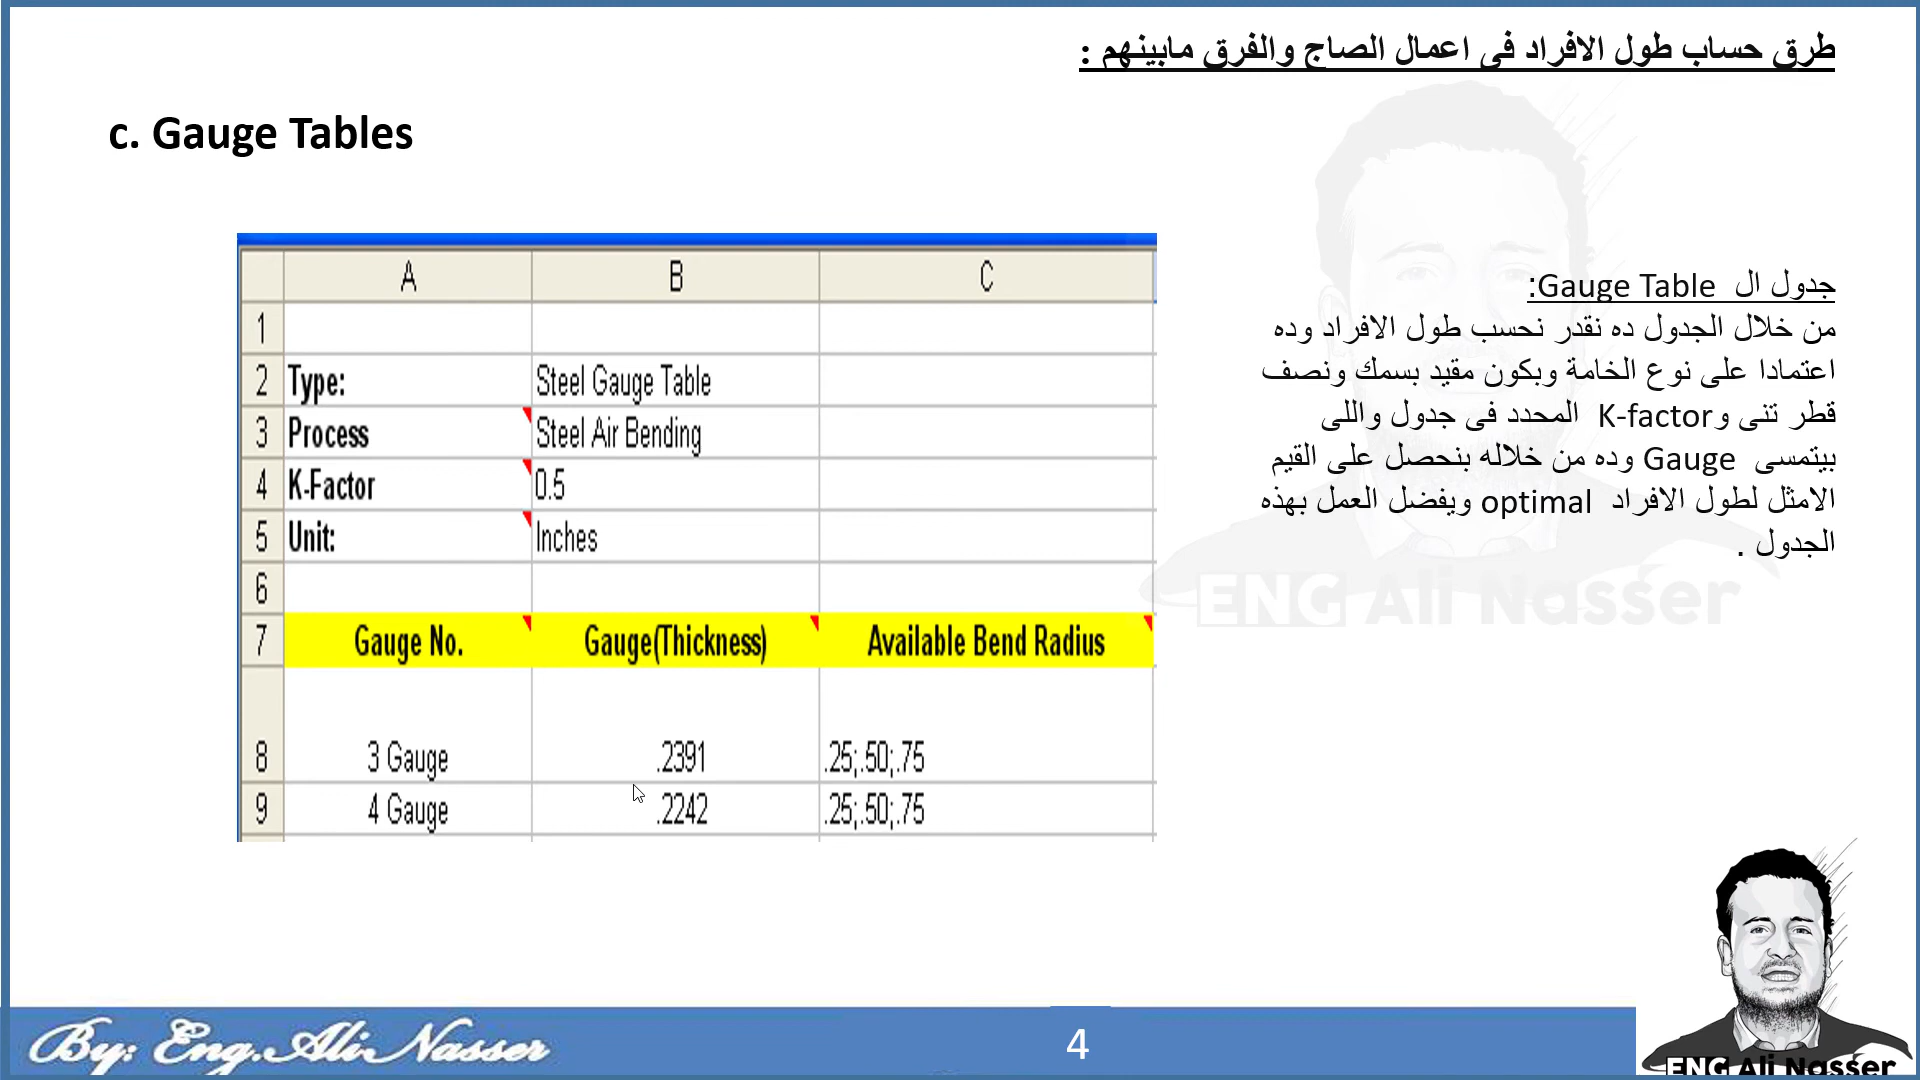 طرق حساب طول الافراد فى اعمال الصاج والفرق مابينهم :
c. Gauge Tables
A B C
1
2 Type: Steel Gauge Table
3 Process Steel Air Bending
4 K-Factor 0.5
5 Unit: Inches
6
7 Gauge No. Gauge(Thickness) Available Bend Radius
8 3 Gauge .2391 .25;.50;.75
9 4 Gauge .2242 .25;.50;.75
جدول ال Gauge Table:
من خلال الجدول ده نقدر نحسب طول الافراد وده
اعتمادا على نوع الخامة وبكون مقيد بسمك ونصف
قطر تنى وK-factor المحدد فى جدول واللى
بيتمسى Gauge وده من خلاله بنحصل على القيم
الامثل لطول الافراد optimal ويفضل العمل بهذه
الجدول .
ENG Ali Nasser
By: Eng.Ali Nasser
4
ENG Ali Nasser